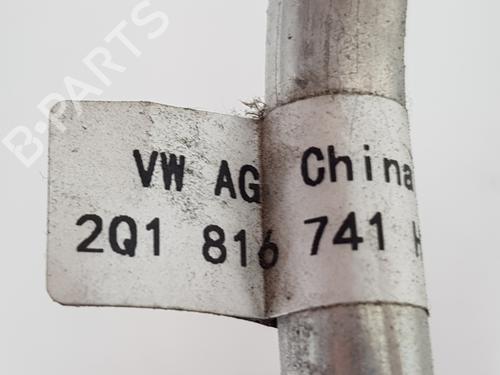 B-PARTS
VW AG China
2Q1 816 741 H